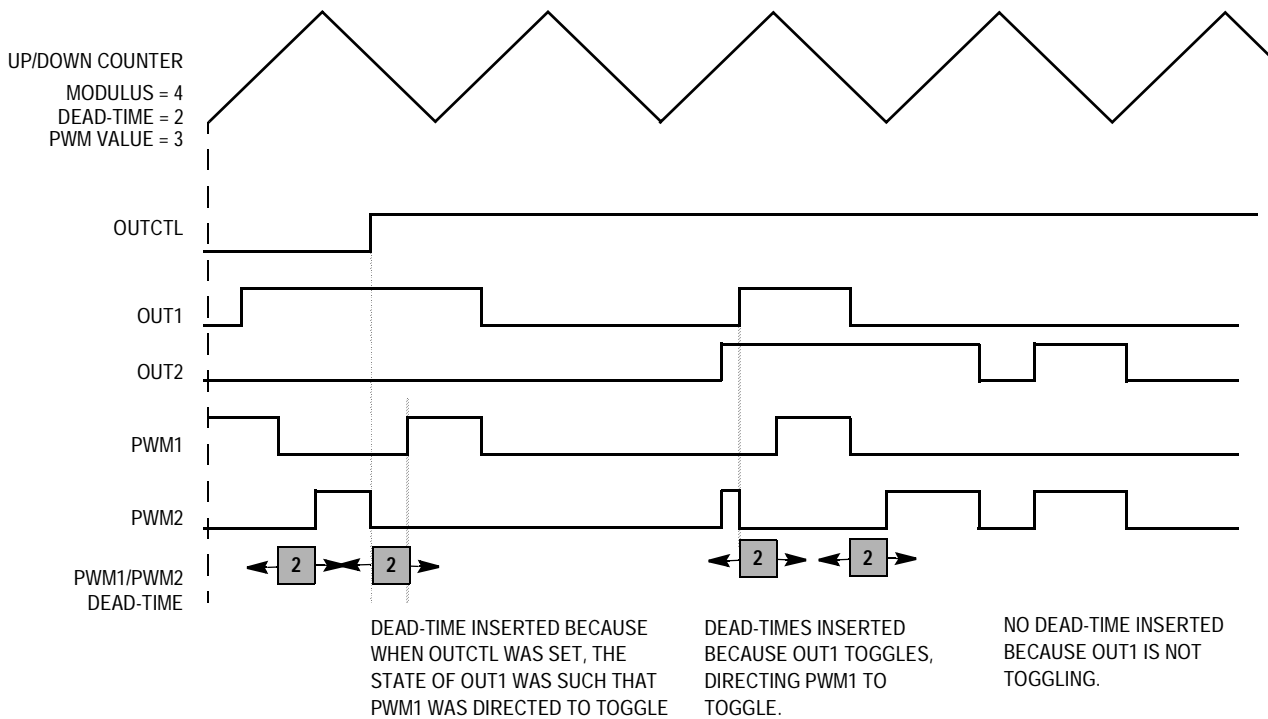 UP/DOWN COUNTER
MODULUS = 4
DEAD-TIME = 2
PWM VALUE = 3
OUTCTL
OUT1
OUT2
PWM1
PWM2
PWM1/PWM2
DEAD-TIME
2
2
2
2
DEAD-TIME INSERTED BECAUSE
WHEN OUTCTL WAS SET, THE
STATE OF OUT1 WAS SUCH THAT
PWM1 WAS DIRECTED TO TOGGLE
DEAD-TIMES INSERTED
BECAUSE OUT1 TOGGLES,
DIRECTING PWM1 TO
TOGGLE.
NO DEAD-TIME INSERTED
BECAUSE OUT1 IS NOT
TOGGLING.